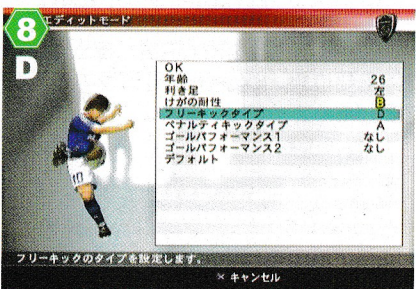 8
エディットモード
D
OK
年齢 26
利き足 左
けがの耐性 B
フリーキックタイプ D
ペナルティキックタイプ A
ゴールパフォーマンス1 なし
ゴールパフォーマンス2 なし
デフォルト
10
フリーキックのタイプを設定します。
× キャンセル